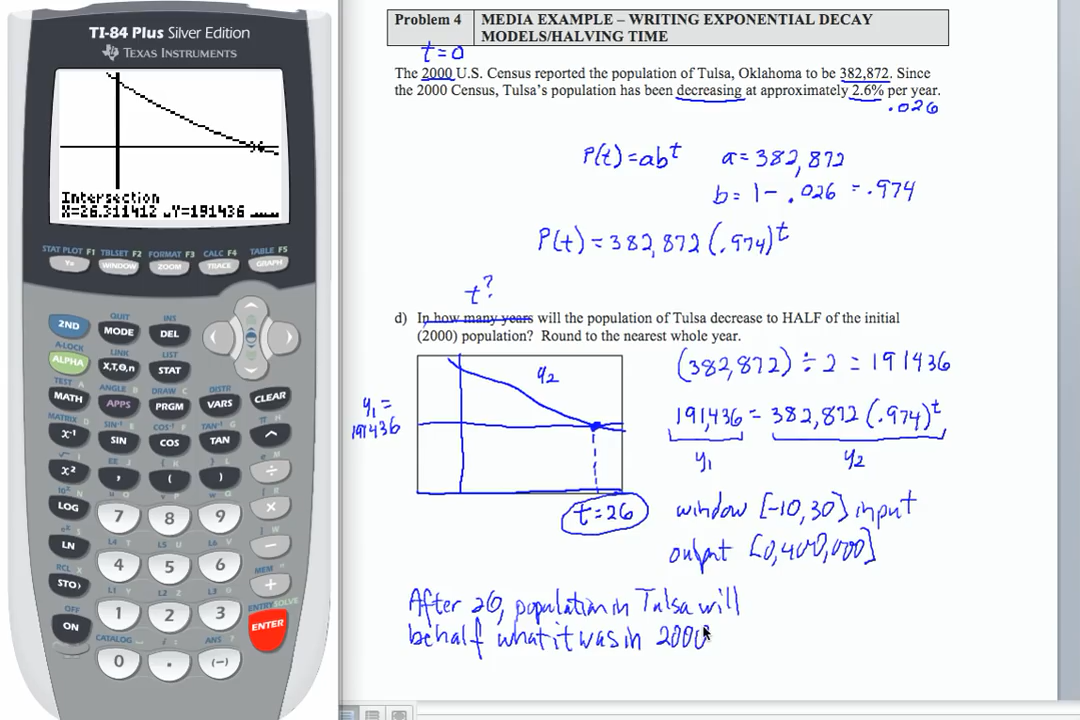 TI-84 Plus Silver Edition
TEXAS INSTRUMENTS
Intersection
X=26.311412 Y=191436
STAT PLOT F1 TBLSET F2 FORMAT F3 CALC F4 TABLE F5
Y= WINDOW ZOOM TRACE GRAPH
QUIT INS
2ND MODE DEL
A-LOCK LINK LIST
ALPHA X,T,Θ,n STAT
TEST A ANGLE B DRAW C DISTR
MATH APPS PRGM VARS CLEAR
MATRIX D SIN⁻¹ E COS⁻¹ F TAN⁻¹ G π H
x⁻¹ SIN COS TAN ^
√ I EE J { K } L e M
x² , ( ) ÷
10ˣ N u O v P w Q [ R
LOG 7 8 9 ×
eˣ S L4 T L5 U L6 V ] W
LN 4 5 6 −
RCL X L1 Y L2 Z L3 θ MEM "
STO› 1 2 3 +
OFF CATALOG i : ANS ? ENTRY SOLVE
ON 0 . (−) ENTER
Problem 4 MEDIA EXAMPLE – WRITING EXPONENTIAL DECAY
MODELS/HALVING TIME
t=0
The 2000 U.S. Census reported the population of Tulsa, Oklahoma to be 382,872. Since
the 2000 Census, Tulsa's population has been decreasing at approximately 2.6% per year.
.026
P(t)=abᵗ a=382,872
b=1-.026=.974
P(t)=382,872(.974)ᵗ
t?
d) In how many years will the population of Tulsa decrease to HALF of the initial
(2000) population? Round to the nearest whole year.
(382,872)÷2=191436
y₂
y₁=
191436
191,436=382,872(.974)ᵗ
y₁ y₂
t=26
window [-10,30] input
output [0,400,000]
After 26, population in Tulsa will
be half what it was in 2000